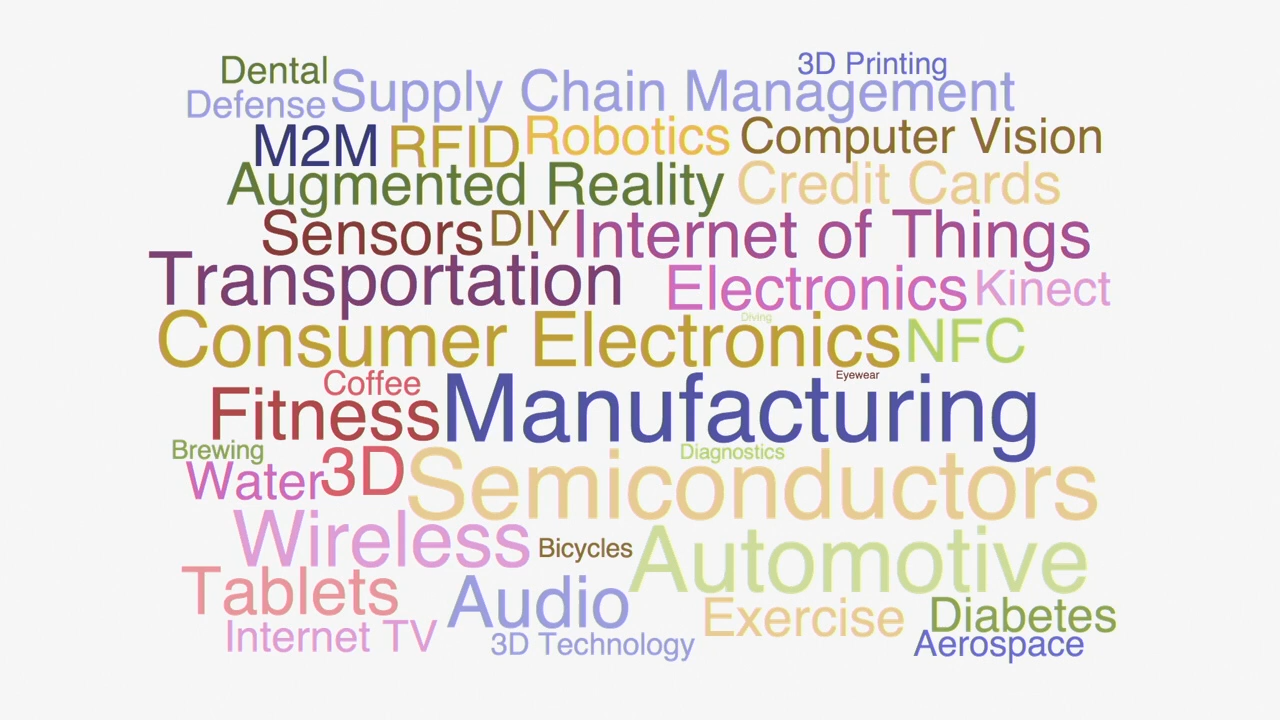 Dental
3D Printing
Supply Chain Management
Defense
M2M RFID Robotics Computer Vision
Augmented Reality Credit Cards
Sensors DIY Internet of Things
Transportation Electronics Kinect
Diving
Consumer Electronics NFC
Coffee
Eyewear
Fitness Manufacturing
Brewing
Diagnostics
Water 3D Semiconductors
Wireless Bicycles Automotive
Tablets Audio Exercise Diabetes
Internet TV 3D Technology Aerospace